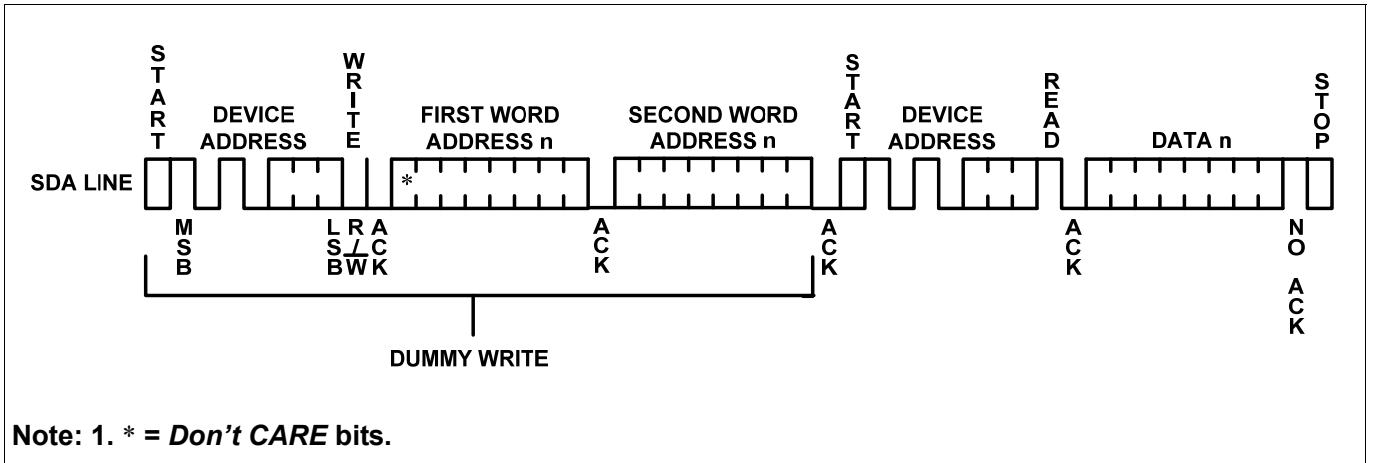 START
WRITE
START
READ
STOP
DEVICE
ADDRESS
FIRST WORD
ADDRESS n
SECOND WORD
ADDRESS n
DEVICE
ADDRESS
DATA n
SDA LINE
*
MSB
LSB
R/W
ACK
ACK
ACK
ACK
NO ACK
DUMMY WRITE
Note: 1. * = Don't CARE bits.